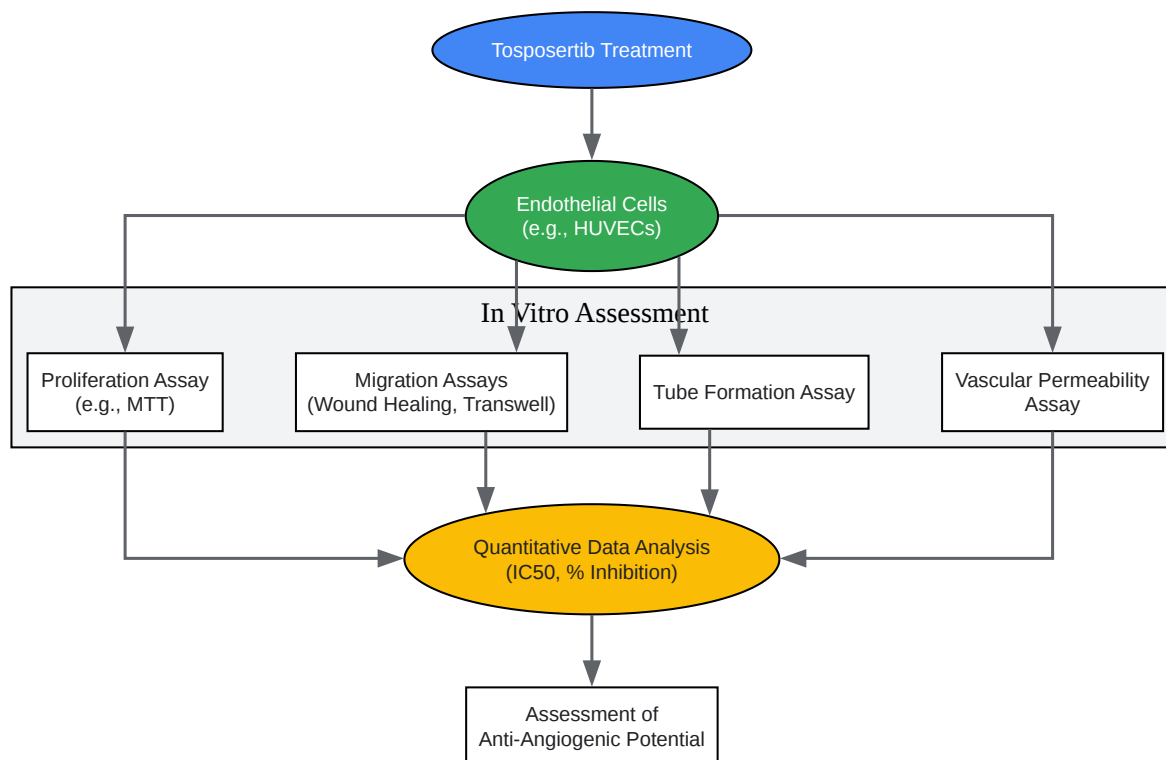 Tosposertib Treatment
Endothelial Cells
(e.g., HUVECs)
In Vitro Assessment
Proliferation Assay
(e.g., MTT)
Migration Assays
(Wound Healing, Transwell)
Tube Formation Assay
Vascular Permeability
Assay
Quantitative Data Analysis
(IC50, % Inhibition)
Assessment of
Anti-Angiogenic Potential